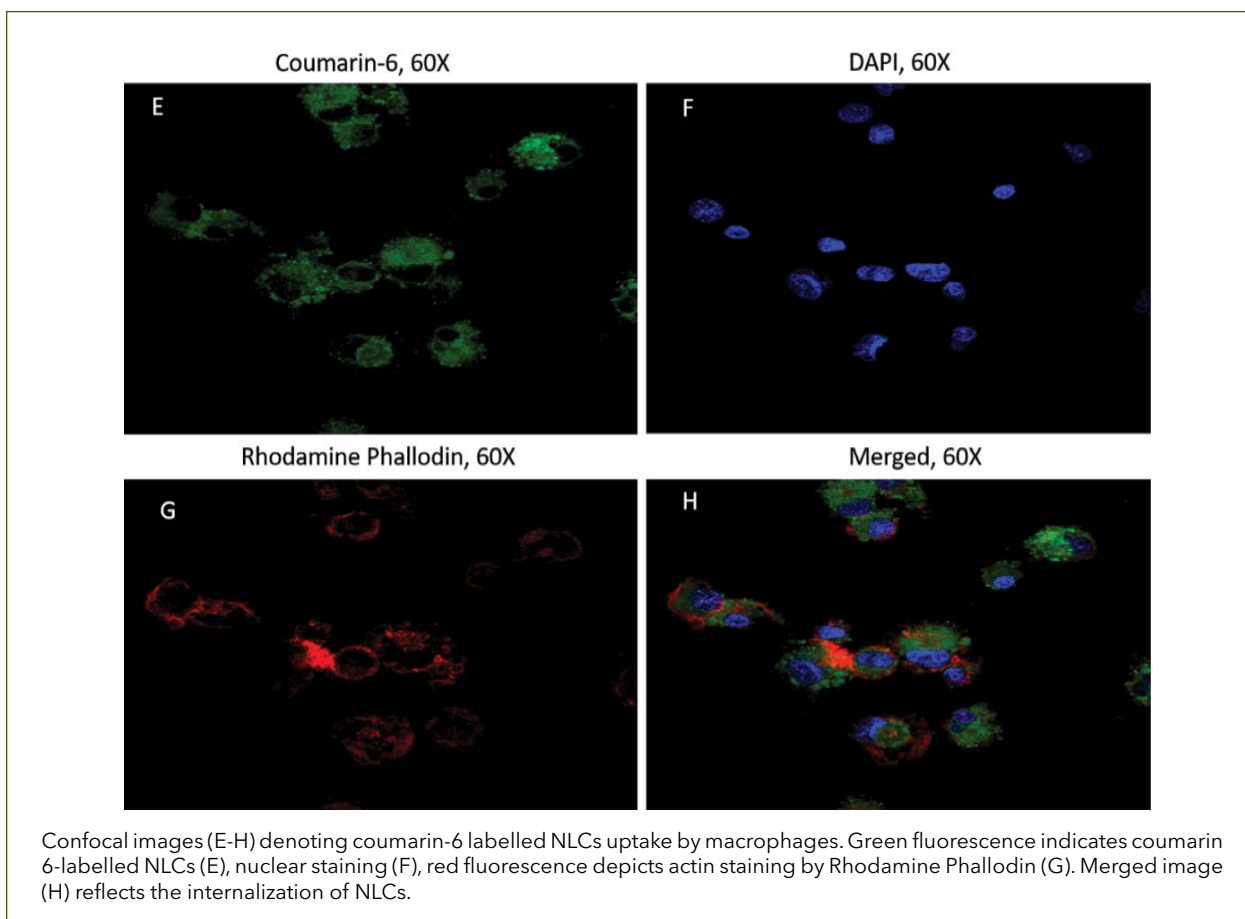 Coumarin-6, 60X
DAPI, 60X
E
F
Rhodamine Phallodin, 60X
Merged, 60X
G
H
Confocal images (E-H) denoting coumarin-6 labelled NLCs uptake by macrophages. Green fluorescence indicates coumarin
6-labelled NLCs (E), nuclear staining (F), red fluorescence depicts actin staining by Rhodamine Phallodin (G). Merged image
(H) reflects the internalization of NLCs.